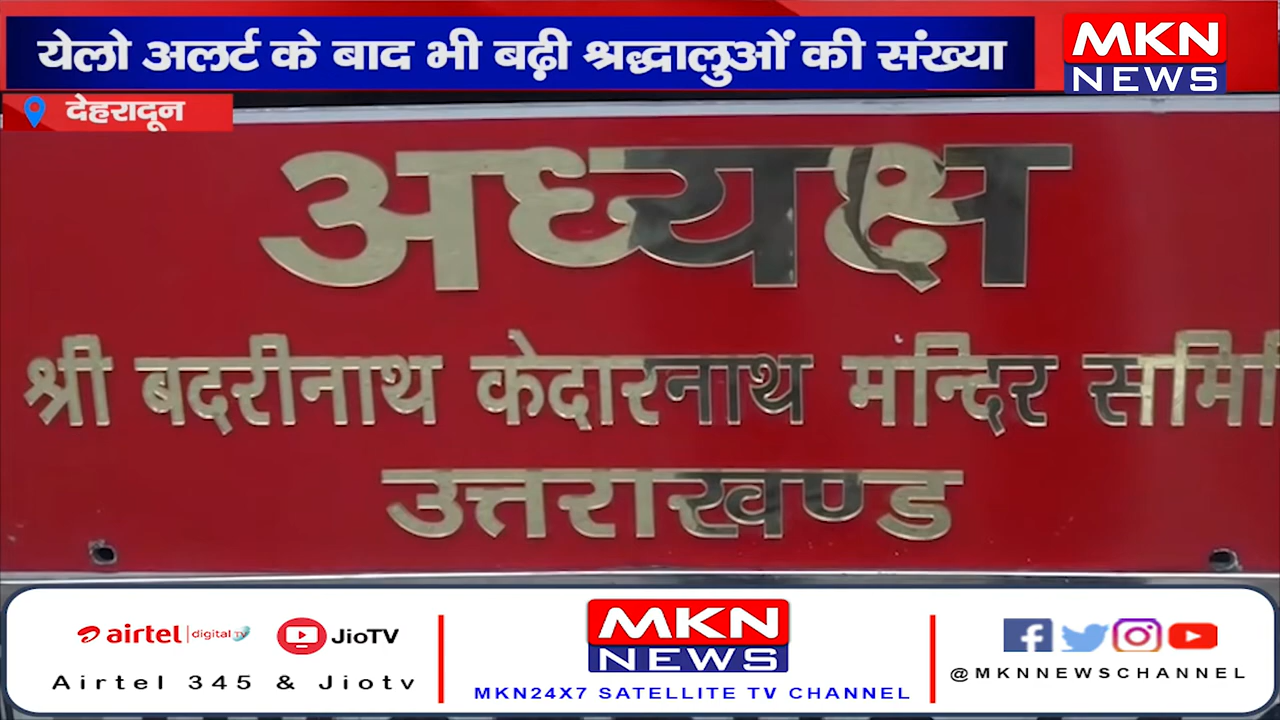 येलो अलर्ट के बाद भी बढ़ी श्रद्धालुओं की संख्या
MKN
NEWS
देहरादून
अध्यक्ष
श्री बदरीनाथ केदारनाथ मन्दिर समि
उत्तराखण्ड
airtel digital TV
JioTV
Airtel 345 & Jiotv
MKN
NEWS
MKN24X7 SATELLITE TV CHANNEL
@MKNNEWSCHANNEL